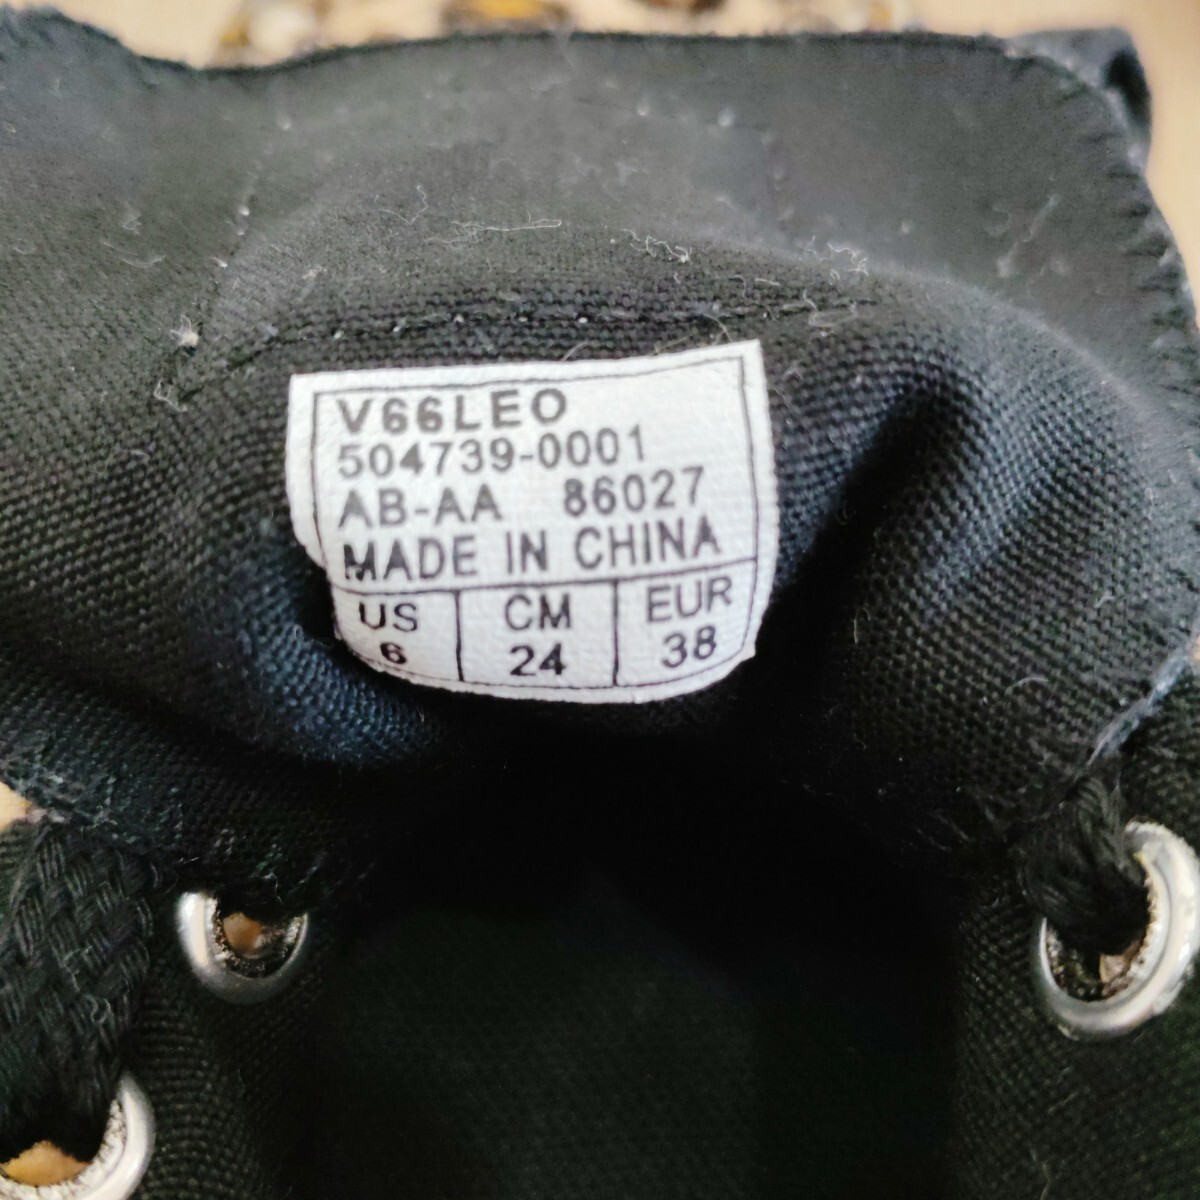 V66LEO
504739-0001
AB-AA 86027
MADE IN CHINA
US CM EUR
6 24 38